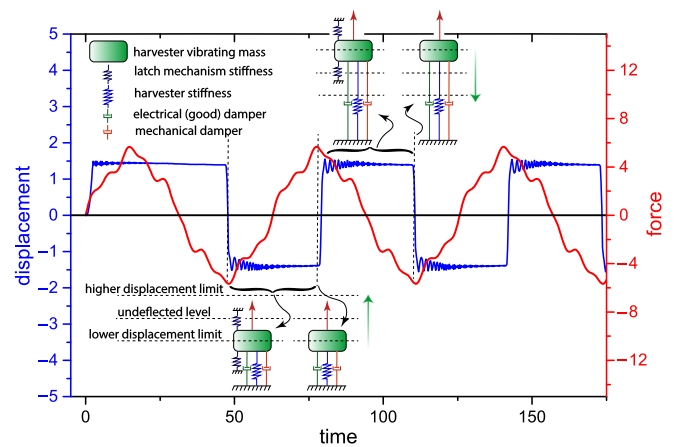 5
4
3
2
1
0
−1
−2
−3
−4
−5
displacement
harvester vibrating mass
latch mechanism stiffness
harvester stiffness
electrical (good) damper
mechanical damper
higher displacement limit
undeflected level
lower displacement limit
12
8
4
0
−4
−8
−12
force
0
50
100
150
time